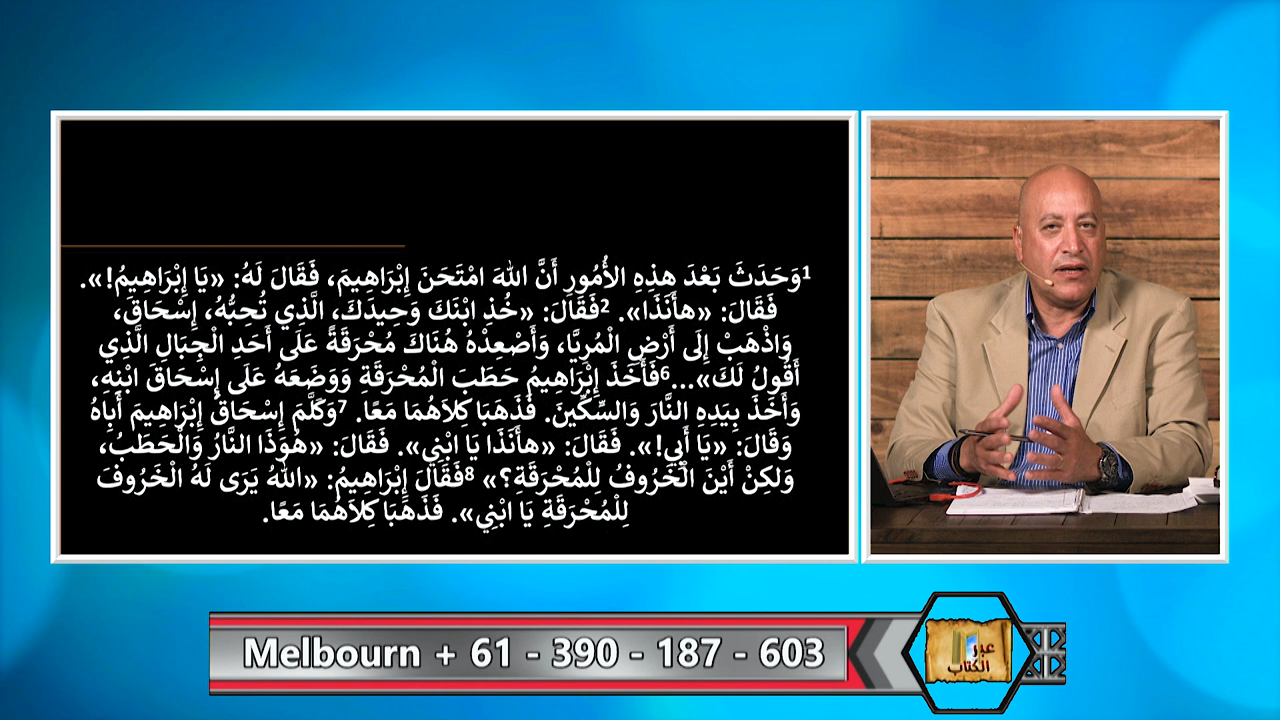 ¹وَحَدَثَ بَعْدَ هذِهِ الأُمُورِ أَنَّ اللهَ امْتَحَنَ إِبْرَاهِيمَ، فَقَالَ لَهُ: «يَا إِبْرَاهِيمُ!».
فَقَالَ: «هأَنَذَا». ²فَقَالَ: «خُذِ ابْنَكَ وَحِيدَكَ، الَّذِي تُحِبُّهُ، إِسْحَاقَ،
وَاذْهَبْ إِلَى أَرْضِ الْمُرِيَّا، وَأَصْعِدْهُ هُنَاكَ مُحْرَقَةً عَلَى أَحَدِ الْجِبَالِ الَّذِي
أَقُولُ لَكَ»...⁶فَأَخَذَ إِبْرَاهِيمُ حَطَبَ الْمُحْرَقَةِ وَوَضَعَهُ عَلَى إِسْحَاقَ ابْنِهِ،
وَأَخَذَ بِيَدِهِ النَّارَ وَالسِّكِّينَ. فَذَهَبَا كِلاَهُمَا مَعًا. ⁷وَكَلَّمَ إِسْحَاقُ إِبْرَاهِيمَ أَبَاهُ
وَقَالَ: «يَا أَبِي!». فَقَالَ: «هأَنَذَا يَا ابْنِي». فَقَالَ: «هُوَذَا النَّارُ وَالْحَطَبُ،
وَلكِنْ أَيْنَ الْخَرُوفُ لِلْمُحْرَقَةِ؟» ⁸فَقَالَ إِبْرَاهِيمُ: «اللهُ يَرَى لَهُ الْخَرُوفَ
لِلْمُحْرَقَةِ يَا ابْنِي». فَذَهَبَا كِلاَهُمَا مَعًا.
Melbourn + 61 - 390 - 187 - 603
عبر
الكتاب